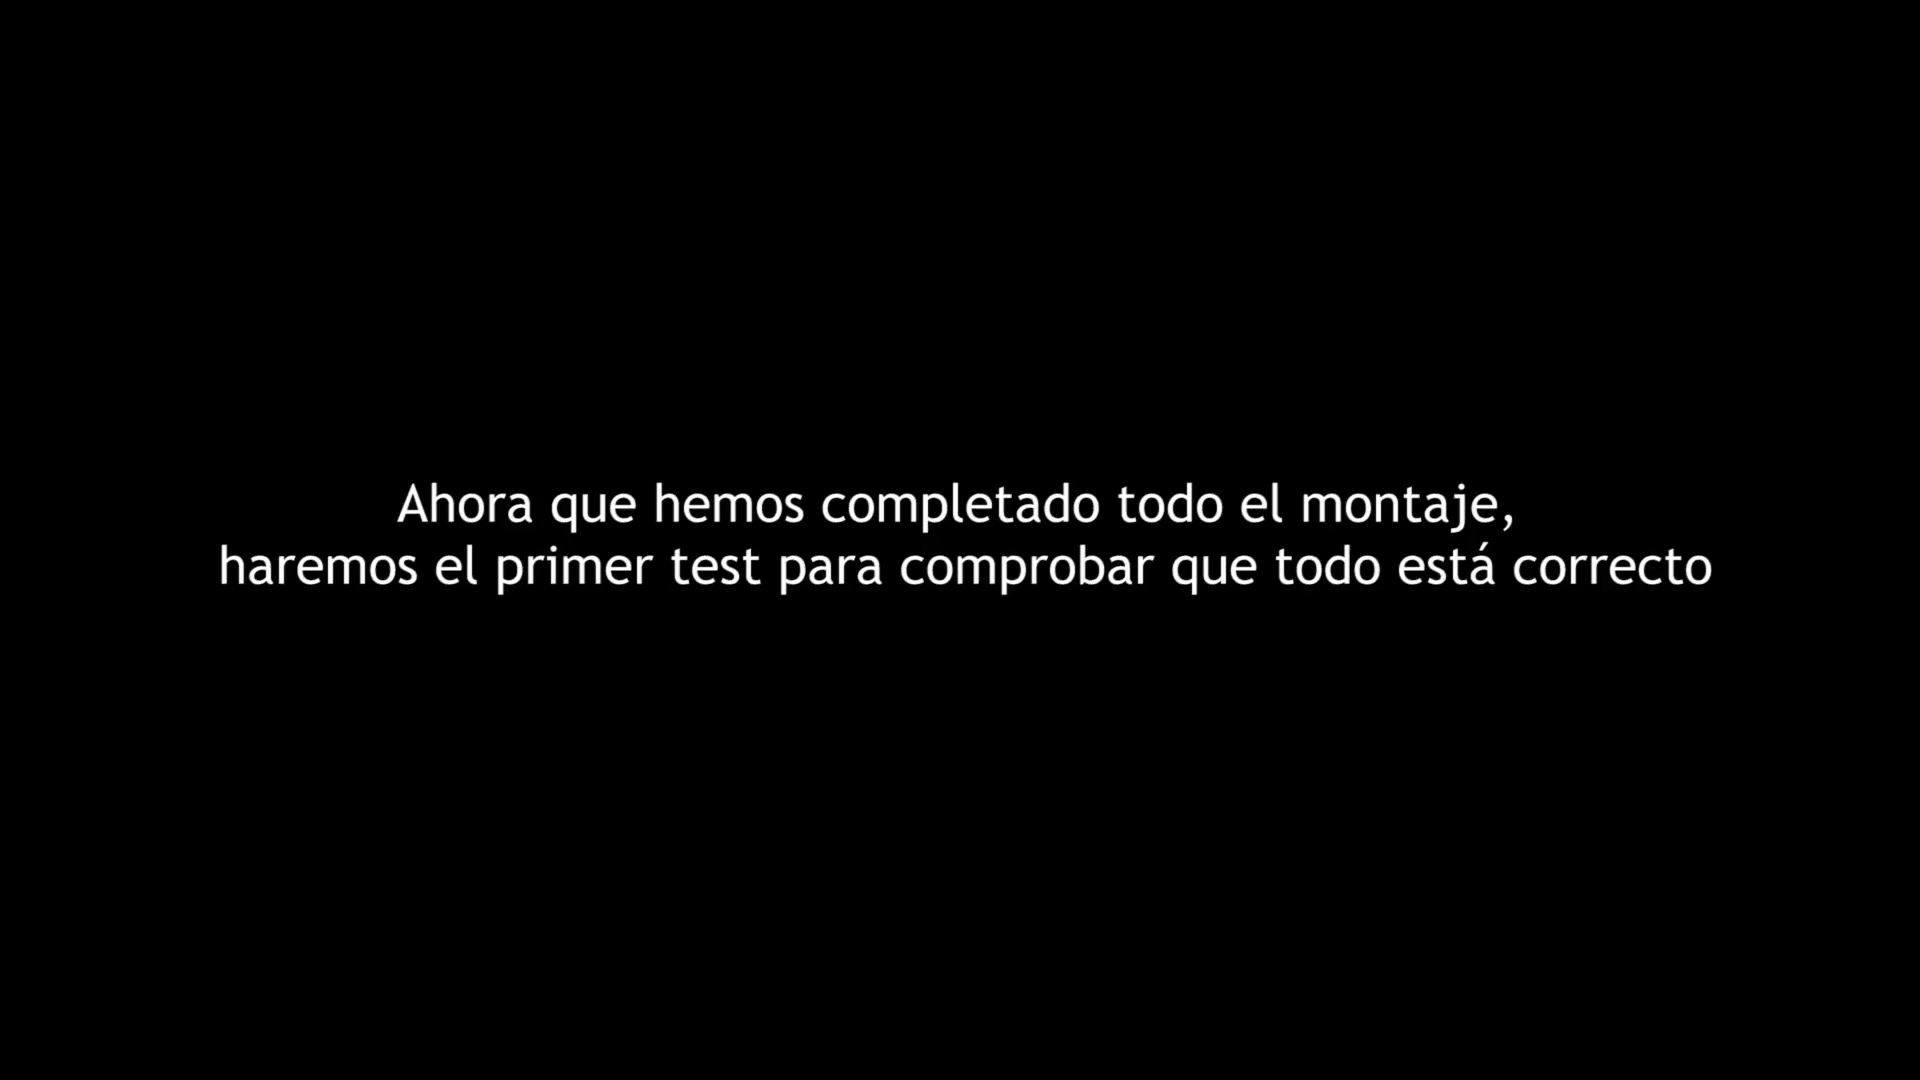 Ahora que hemos completado todo el montaje,
haremos el primer test para comprobar que todo está correcto